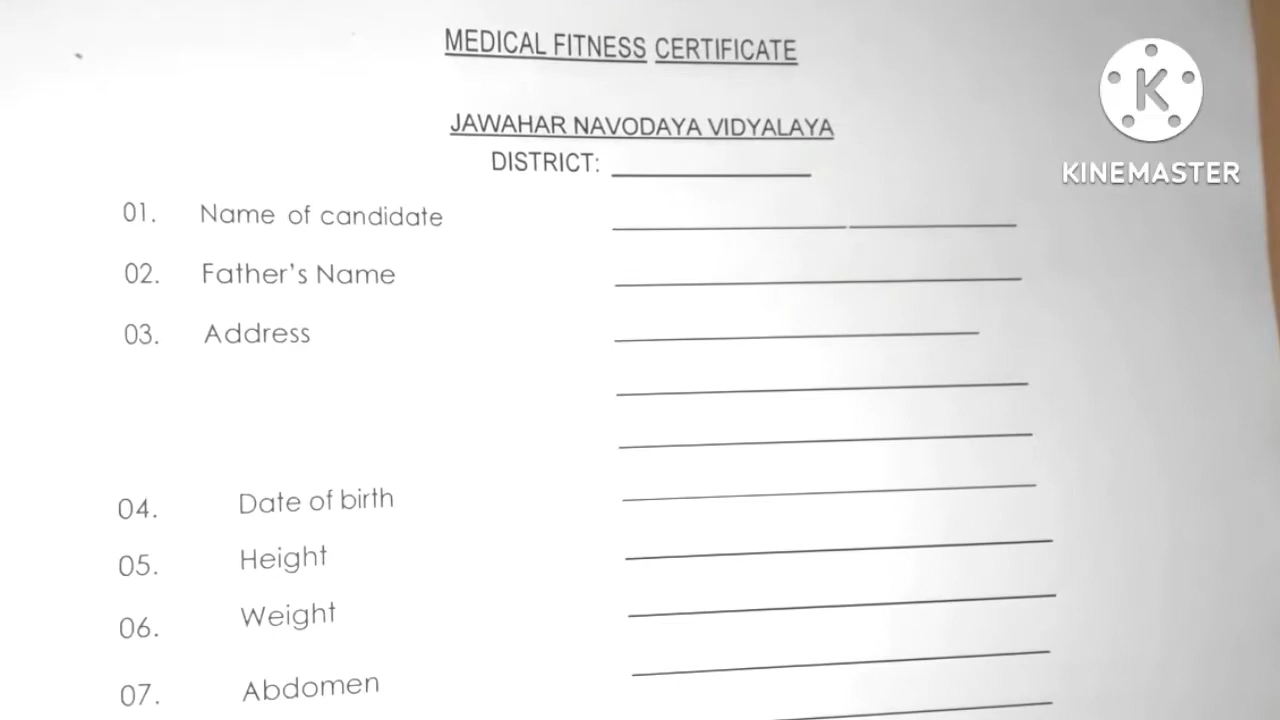 MEDICAL FITNESS CERTIFICATE
K
KINEMASTER
JAWAHAR NAVODAYA VIDYALAYA
DISTRICT:
01. Name of candidate
02. Father's Name
03. Address
04. Date of birth
05. Height
06. Weight
07. Abdomen